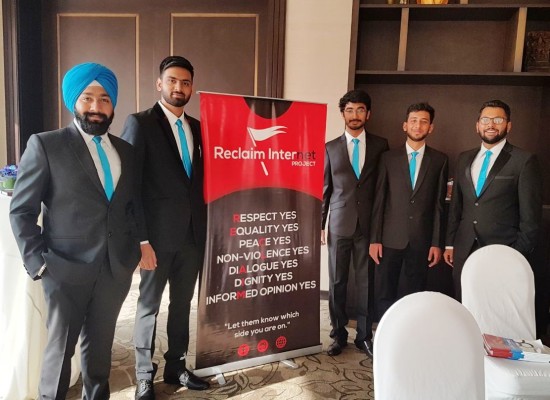 Reclaim Internet
PROJECT
RESPECT YES
EQUALITY YES
PEACE YES
NON-VIOLENCE YES
DIALOGUE YES
DIGNITY YES
INFORMED OPINION YES
"Let them know which
side you are on."